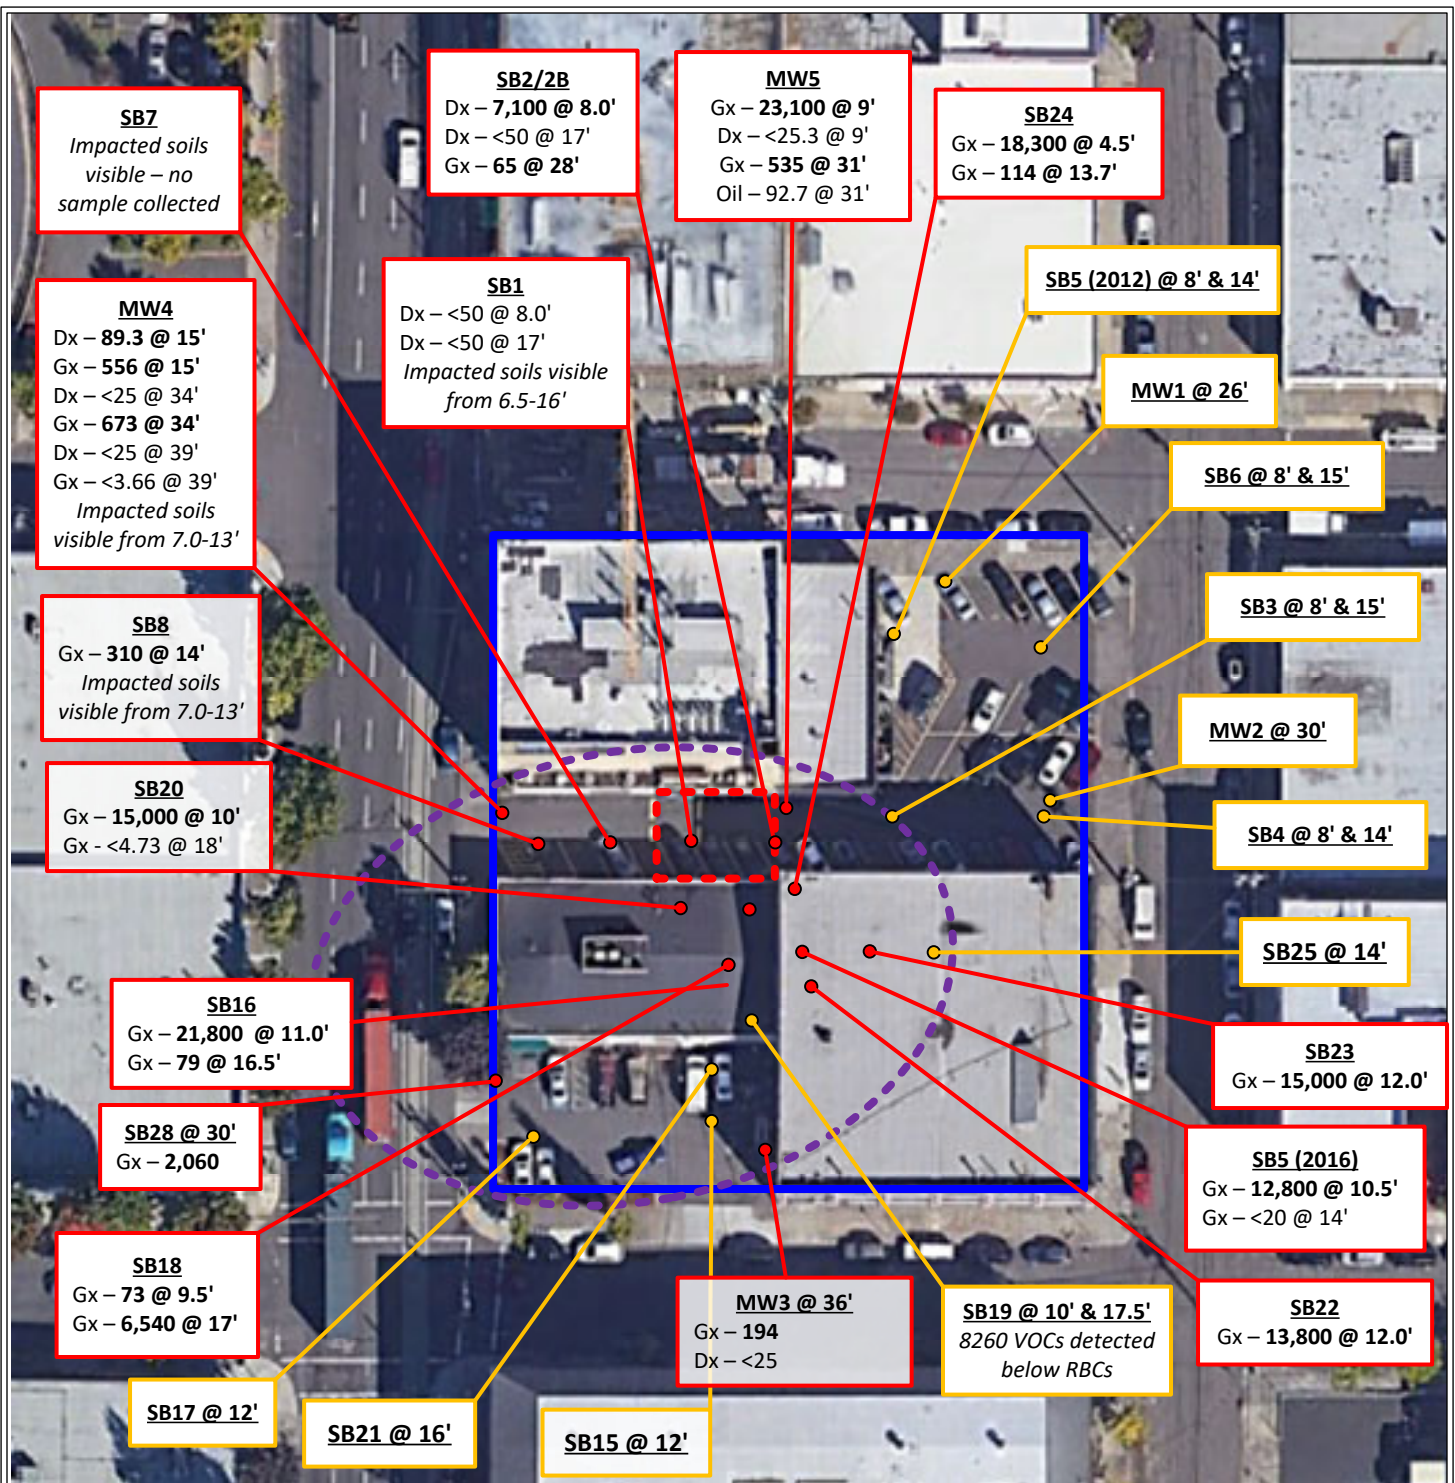 SB7
Impacted soils
visible – no
sample collected
SB2/2B
Dx – 7,100 @ 8.0'
Dx – <50 @ 17'
Gx – 65 @ 28'
MW5
Gx – 23,100 @ 9'
Dx – <25.3 @ 9'
Gx – 535 @ 31'
Oil – 92.7 @ 31'
SB24
Gx – 18,300 @ 4.5'
Gx – 114 @ 13.7'
MW4
Dx – 89.3 @ 15'
Gx – 556 @ 15'
Dx – <25 @ 34'
Gx – 673 @ 34'
Dx – <25 @ 39'
Gx – <3.66 @ 39'
Impacted soils
visible from 7.0-13'
SB1
Dx – <50 @ 8.0'
Dx – <50 @ 17'
Impacted soils visible
from 6.5-16'
SB5 (2012) @ 8' & 14'
MW1 @ 26'
SB6 @ 8' & 15'
SB3 @ 8' & 15'
MW2 @ 30'
SB4 @ 8' & 14'
SB8
Gx – 310 @ 14'
Impacted soils
visible from 7.0-13'
SB20
Gx – 15,000 @ 10'
Gx - <4.73 @ 18'
SB25 @ 14'
SB16
Gx – 21,800 @ 11.0'
Gx – 79 @ 16.5'
SB23
Gx – 15,000 @ 12.0'
SB28 @ 30'
Gx – 2,060
SB5 (2016)
Gx – 12,800 @ 10.5'
Gx – <20 @ 14'
SB18
Gx – 73 @ 9.5'
Gx – 6,540 @ 17'
MW3 @ 36'
Gx – 194
Dx – <25
SB19 @ 10' & 17.5'
8260 VOCs detected
below RBCs
SB22
Gx – 13,800 @ 12.0'
SB17 @ 12'
SB21 @ 16'
SB15 @ 12'